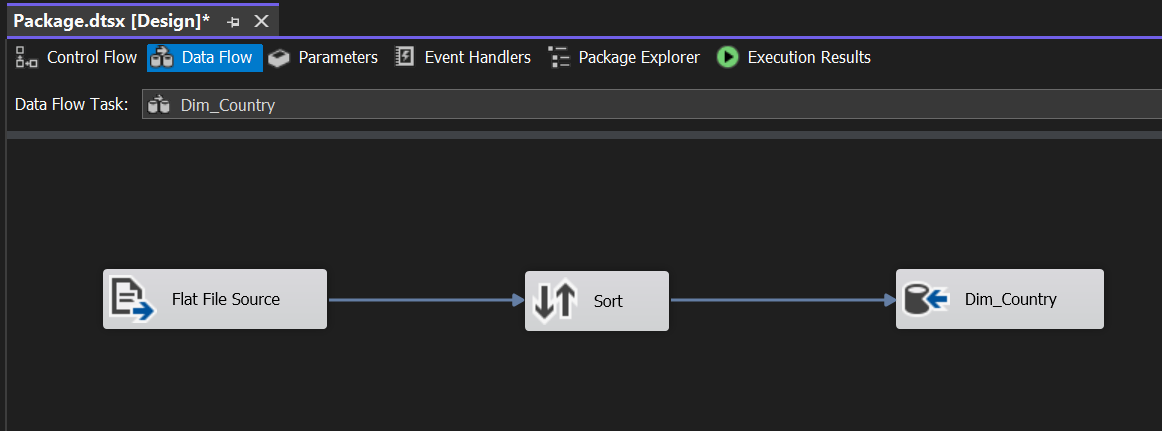 Package.dtsx [Design]*
Control Flow Data Flow Parameters Event Handlers Package Explorer Execution Results
Data Flow Task: Dim_Country
Flat File Source Sort Dim_Country